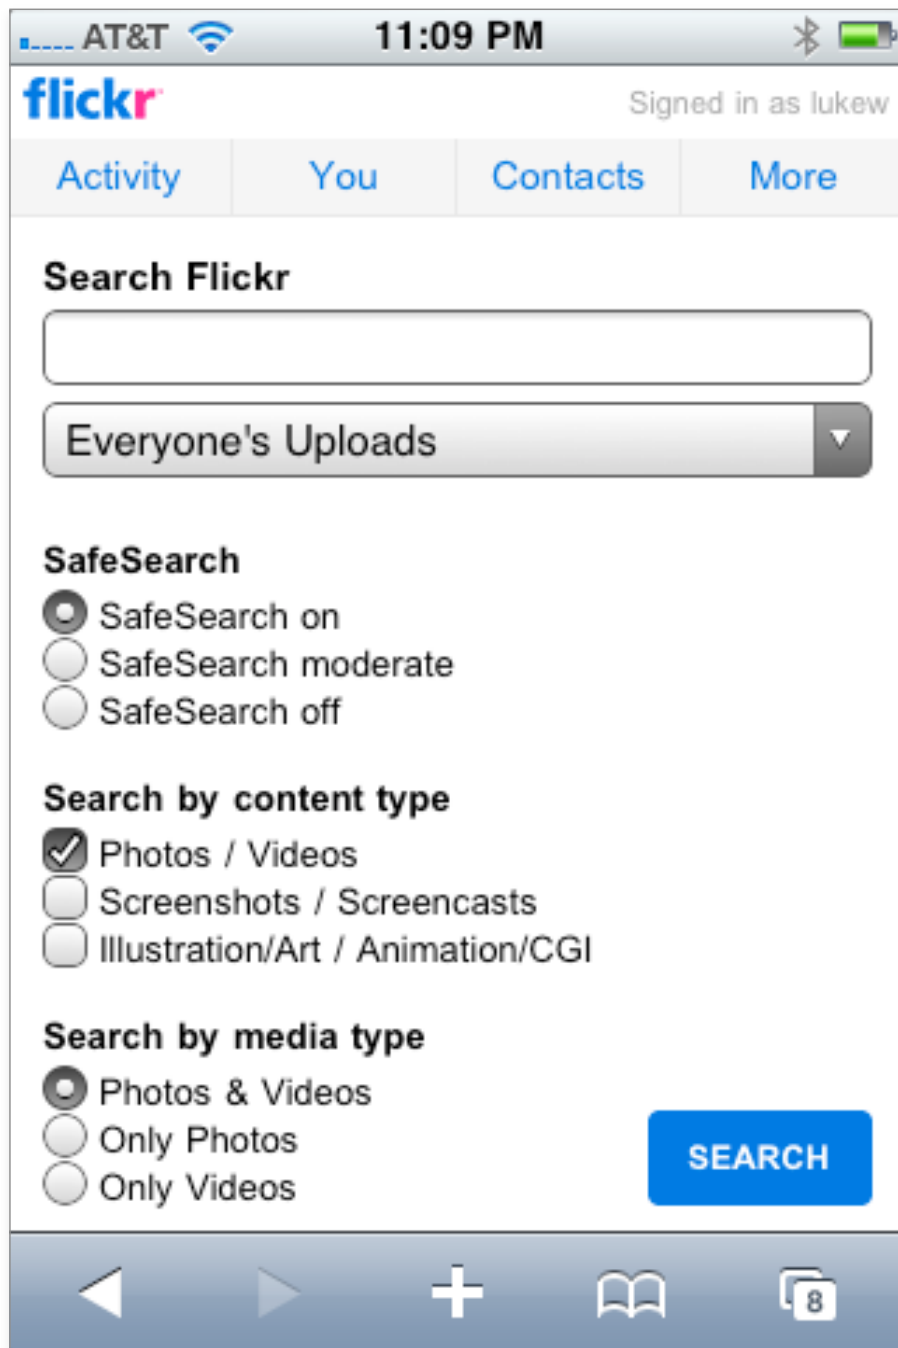 AT&T 11:09 PM
flickr Signed in as lukew
Activity You Contacts More
Search Flickr
Everyone's Uploads
SafeSearch
SafeSearch on
SafeSearch moderate
SafeSearch off
Search by content type
Photos / Videos
Screenshots / Screencasts
Illustration/Art / Animation/CGI
Search by media type
Photos & Videos
Only Photos
Only Videos
SEARCH
8